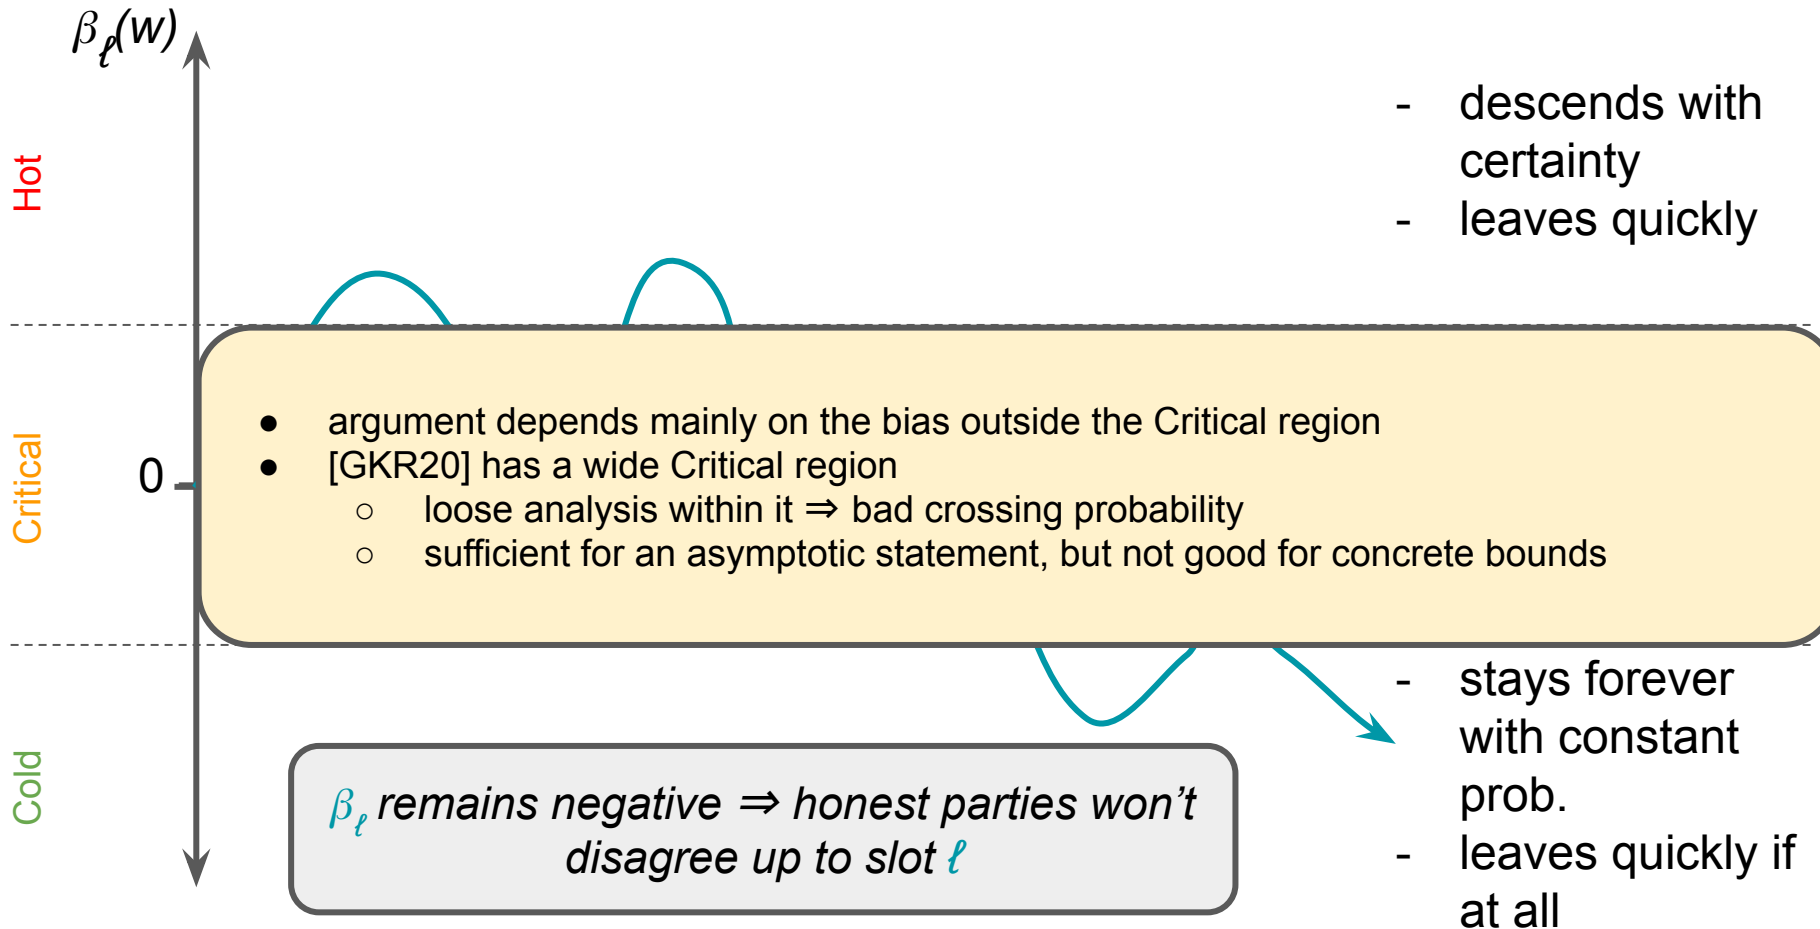 βℓ(w)
Hot
- descends with
certainty
- leaves quickly
Critical
0
● argument depends mainly on the bias outside the Critical region
● [GKR20] has a wide Critical region
○ loose analysis within it ⇒ bad crossing probability
○ sufficient for an asymptotic statement, but not good for concrete bounds
Cold
- stays forever
with constant
prob.
- leaves quickly if
at all
βℓ remains negative ⇒ honest parties won't
disagree up to slot ℓ